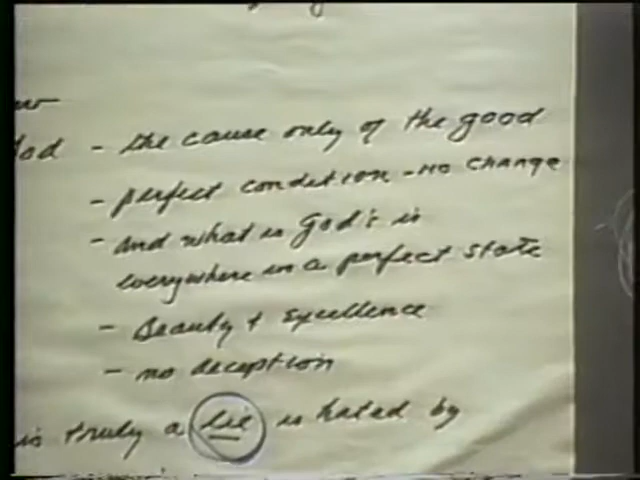 - the cause only of the good
- perfect condition - no change
- and what is God's is
everywhere in a perfect state
- Beauty + Excellence
- no deception
is truly a lie is hated by